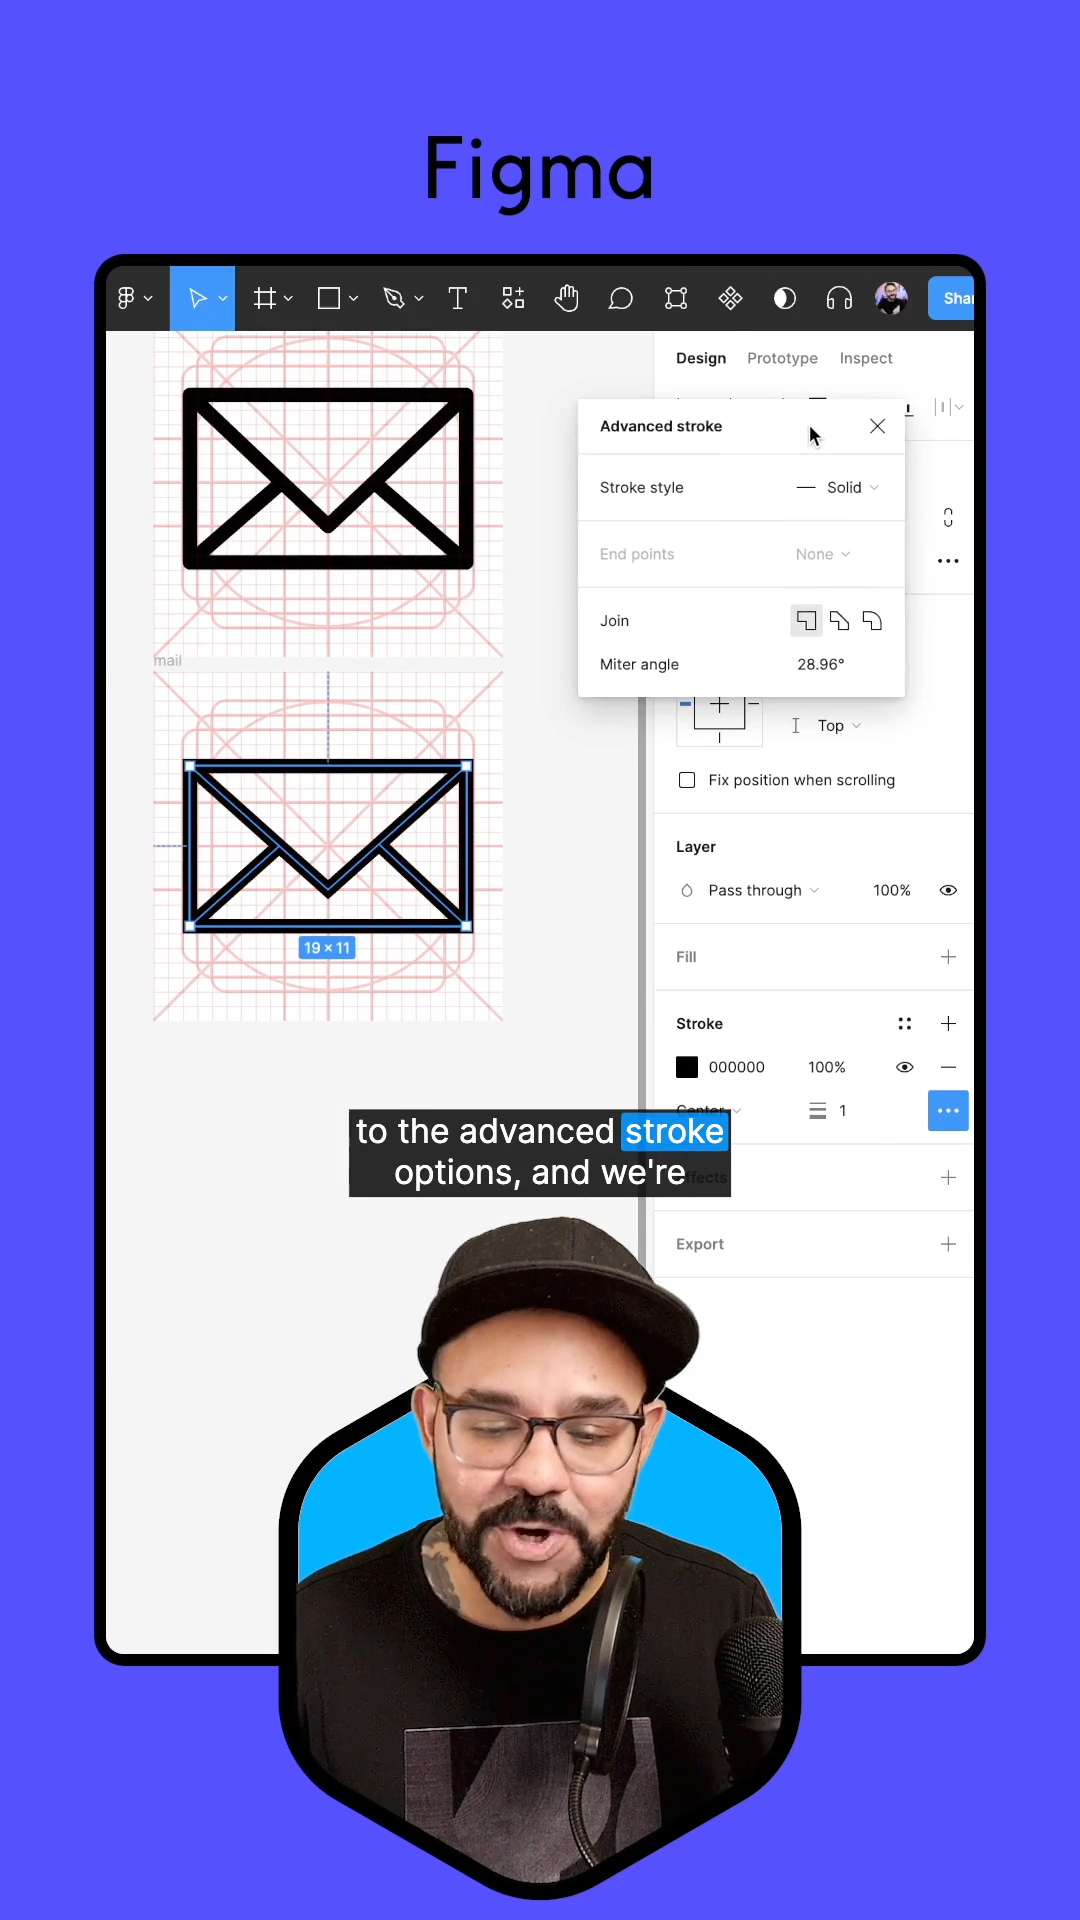 Figma
Design Prototype Inspect
Advanced stroke
Stroke style Solid
End points None
Join
Miter angle 28.96°
mail
Top
Fix position when scrolling
Layer
Pass through 100%
19 × 11
Fill
Stroke
000000 100%
Center 1
to the advanced stroke
options, and we're
Export